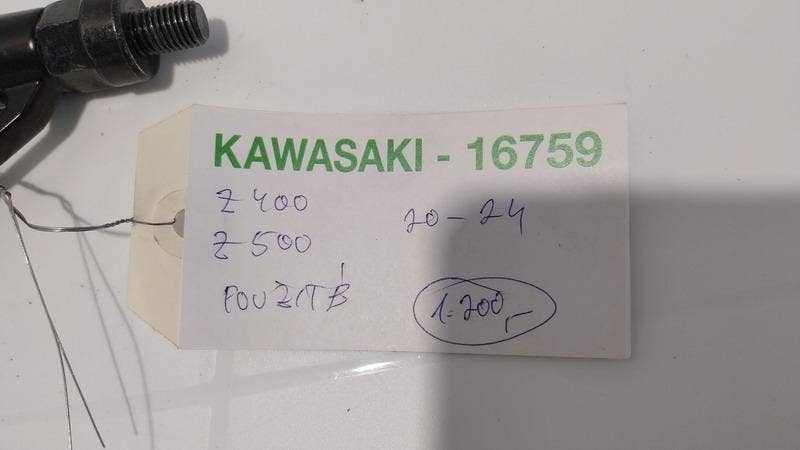 KAWASAKI - 16759
Z 400
20 - 24
Z 500
POUŽITÉ
1.200,-